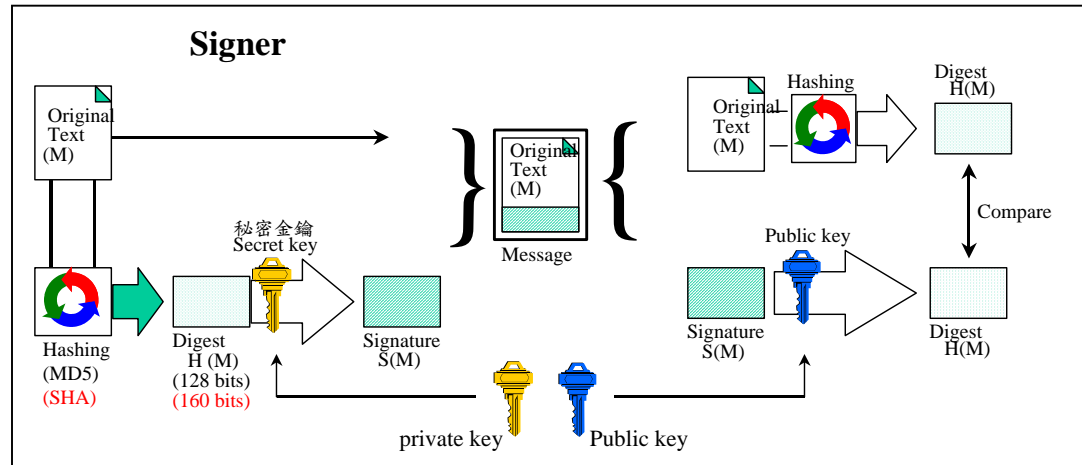 Signer
Original
Text
(M)
Hashing
(MD5)
(SHA)
Digest
H (M)
(128 bits)
(160 bits)
秘密金鑰
Secret key
Signature
S(M)
Original
Text
(M)
Message
Original
Text
(M)
Hashing
Digest
H(M)
Compare
Public key
Signature
S(M)
Digest
H(M)
private key
Public key